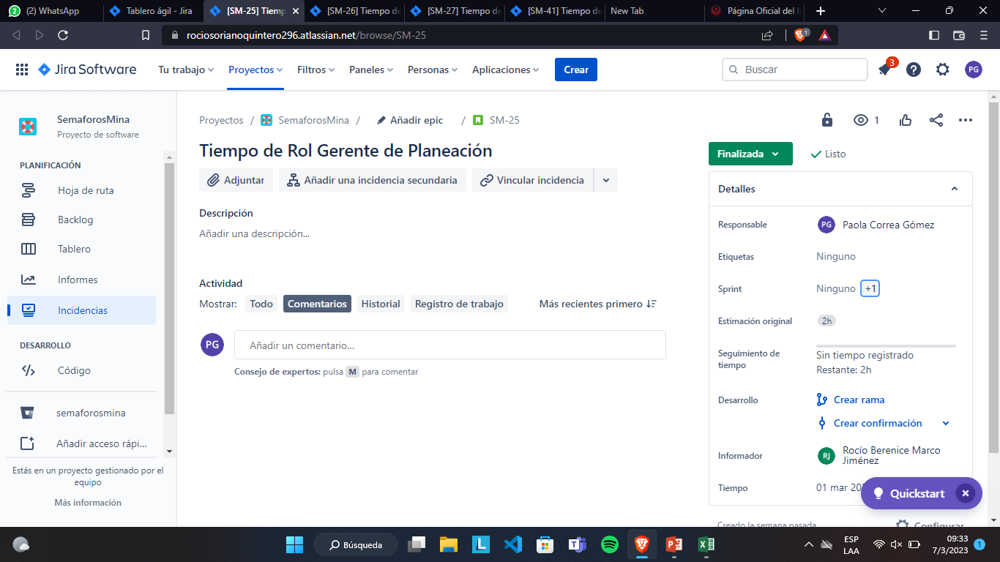 (2) WhatsApp
Tablero ágil - Jira
[SM-25] Tiemp
[SM-26] Tiempo de
[SM-27] Tiempo de
[SM-41] Tiempo de
New Tab
Página Oficial del I
rociosorianoquintero296.atlassian.net/browse/SM-25
1
Jira Software
Tu trabajo
Proyectos
Filtros
Paneles
Personas
Aplicaciones
Crear
Buscar
3
PG
SemaforosMina
Proyecto de software
PLANIFICACIÓN
Hoja de ruta
Backlog
Tablero
Informes
Incidencias
DESARROLLO
Código
semaforosmina
Añadir acceso rápi...
Estás en un proyecto gestionado por el
equipo
Más información
Proyectos / SemaforosMina / Añadir epic / SM-25
1
Tiempo de Rol Gerente de Planeación
Adjuntar
Añadir una incidencia secundaria
Vincular incidencia
Descripción
Añadir una descripción...
Actividad
Mostrar: Todo Comentarios Historial Registro de trabajo Más recientes primero
PG
Añadir un comentario...
Consejo de expertos: pulsa M para comentar
Finalizada
Listo
Detalles
Responsable PG Paola Correa Gómez
Etiquetas Ninguno
Sprint Ninguno +1
Estimación original 2h
Seguimiento de
tiempo
Sin tiempo registrado
Restante: 2h
Desarrollo Crear rama
Crear confirmación
Informador RJ Rocío Berenice Marco
Jiménez
Tiempo 01 mar
Quickstart
Creado la semana pasada
Configurar
Búsqueda
ESP
LAA
09:33
7/3/2023
1